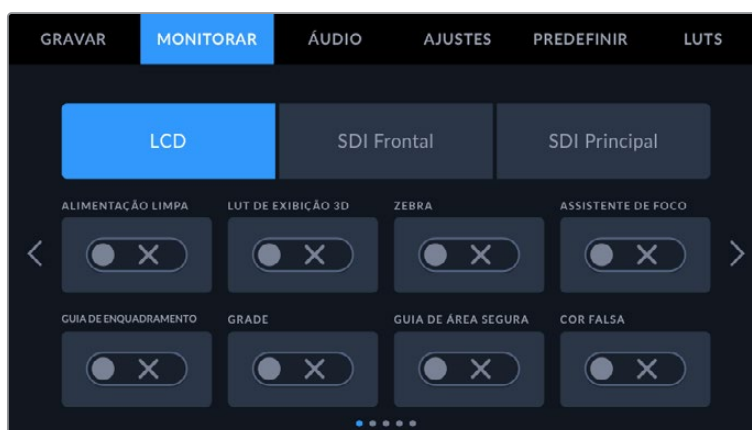 GRAVAR MONITORAR ÁUDIO AJUSTES PREDEFINIR LUTS
LCD SDI Frontal SDI Principal
ALIMENTAÇÃO LIMPA LUT DE EXIBIÇÃO 3D ZEBRA ASSISTENTE DE FOCO
GUIA DE ENQUADRAMENTO GRADE GUIA DE ÁREA SEGURA COR FALSA